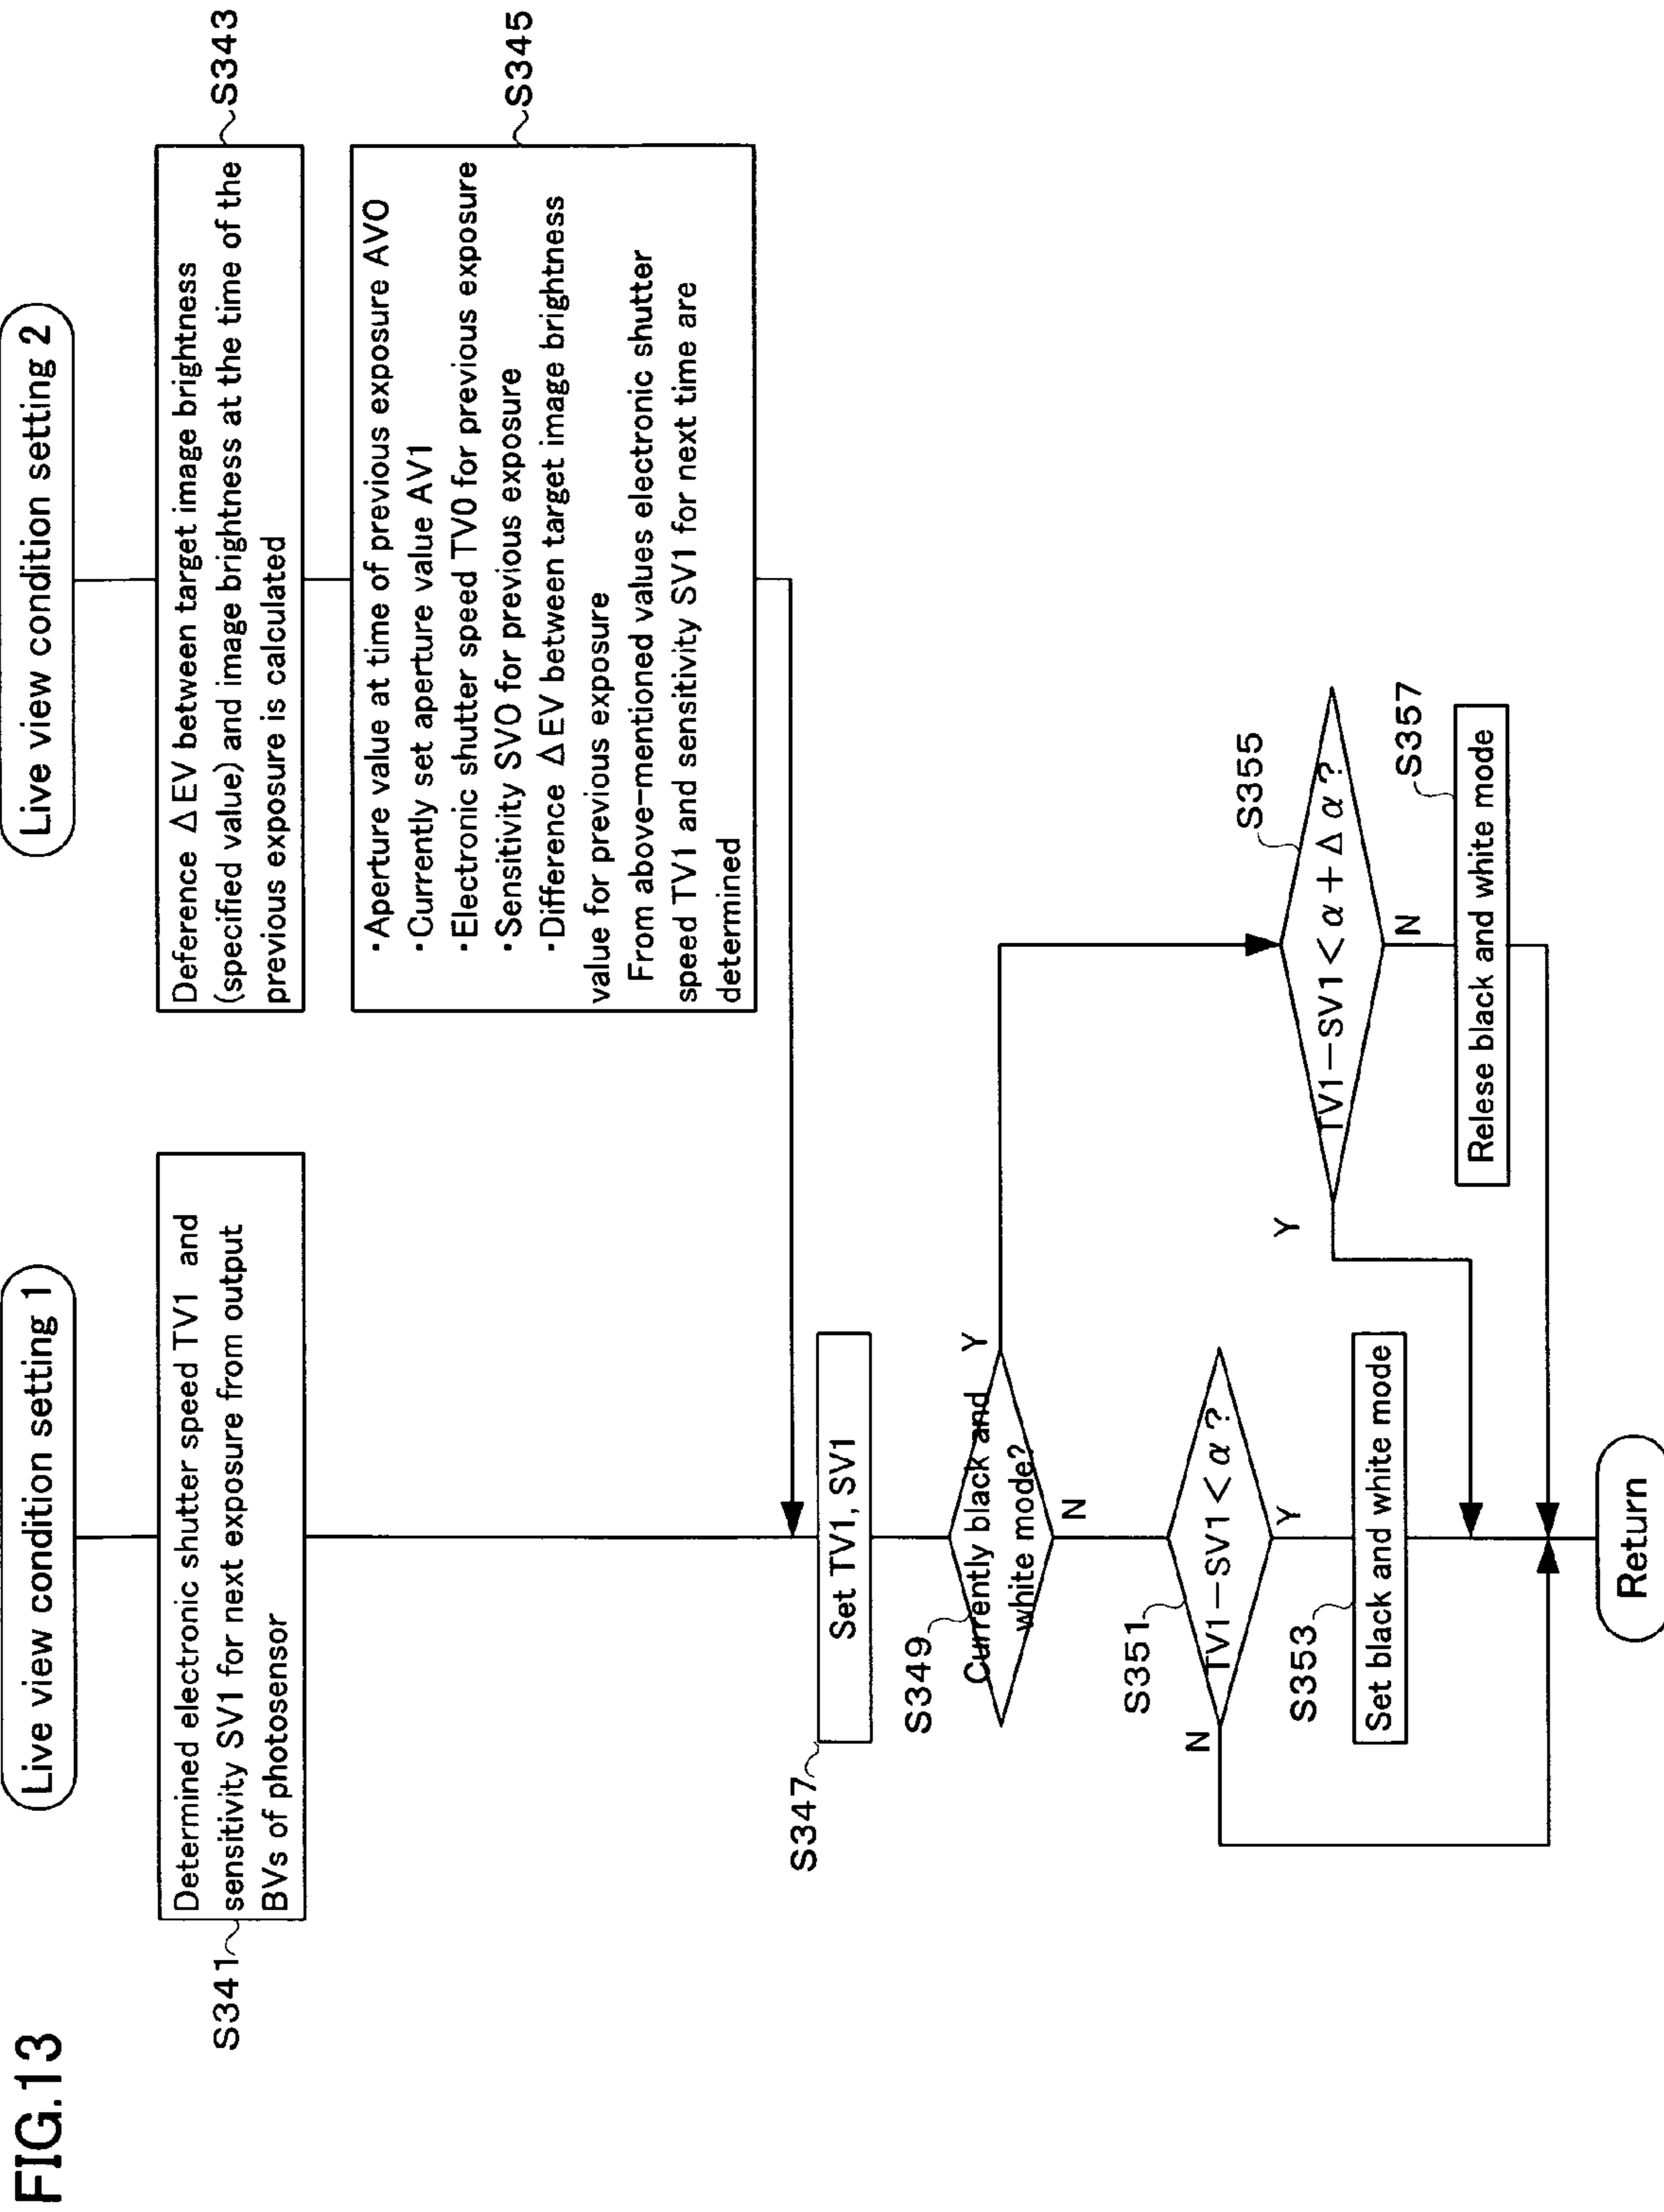 FIG.13
Live view condition setting 1
S341
Determined electronic shutter speed TV1 and
sensitivity SV1 for next exposure from output
BVs of photosensor
Live view condition setting 2
Deference ΔEV between target image brightness
(specified value) and image brightness at the time of the
previous exposure is calculated
S343
・Aperture value at time of previous exposure AVO
・Currently set aperture value AV1
・Electronic shutter speed TV0 for previous exposure
・Sensitivity SVO for previous exposure
・Difference ΔEV between target image brightness
value for previous exposure
From above-mentioned values electronic shutter
speed TV1 and sensitivity SV1 for next time are
determined
S345
S347
Set TV1, SV1
S349
Currently black and
white mode?
Y
N
S351
TV1－SV1＜α?
N
Y
S353
Set black and white mode
S355
TV1－SV1＜α＋Δα?
Y
N
S357
Relese black and white mode
Return